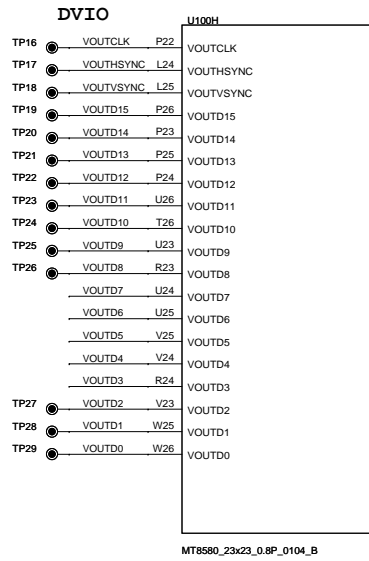 DVIO
U100H
TP16 VOUTCLK P22 VOUTCLK
TP17 VOUTHSYNC L24 VOUTHSYNC
TP18 VOUTVSYNC L25 VOUTVSYNC
TP19 VOUTD15 P26 VOUTD15
TP20 VOUTD14 P23 VOUTD14
TP21 VOUTD13 P25 VOUTD13
TP22 VOUTD12 P24 VOUTD12
TP23 VOUTD11 U26 VOUTD11
TP24 VOUTD10 T26 VOUTD10
TP25 VOUTD9 U23 VOUTD9
TP26 VOUTD8 R23 VOUTD8
VOUTD7 U24 VOUTD7
VOUTD6 U25 VOUTD6
VOUTD5 V25 VOUTD5
VOUTD4 V24 VOUTD4
VOUTD3 R24 VOUTD3
TP27 VOUTD2 V23 VOUTD2
TP28 VOUTD1 W25 VOUTD1
TP29 VOUTD0 W26 VOUTD0
MT8580_23x23_0.8P_0104_B